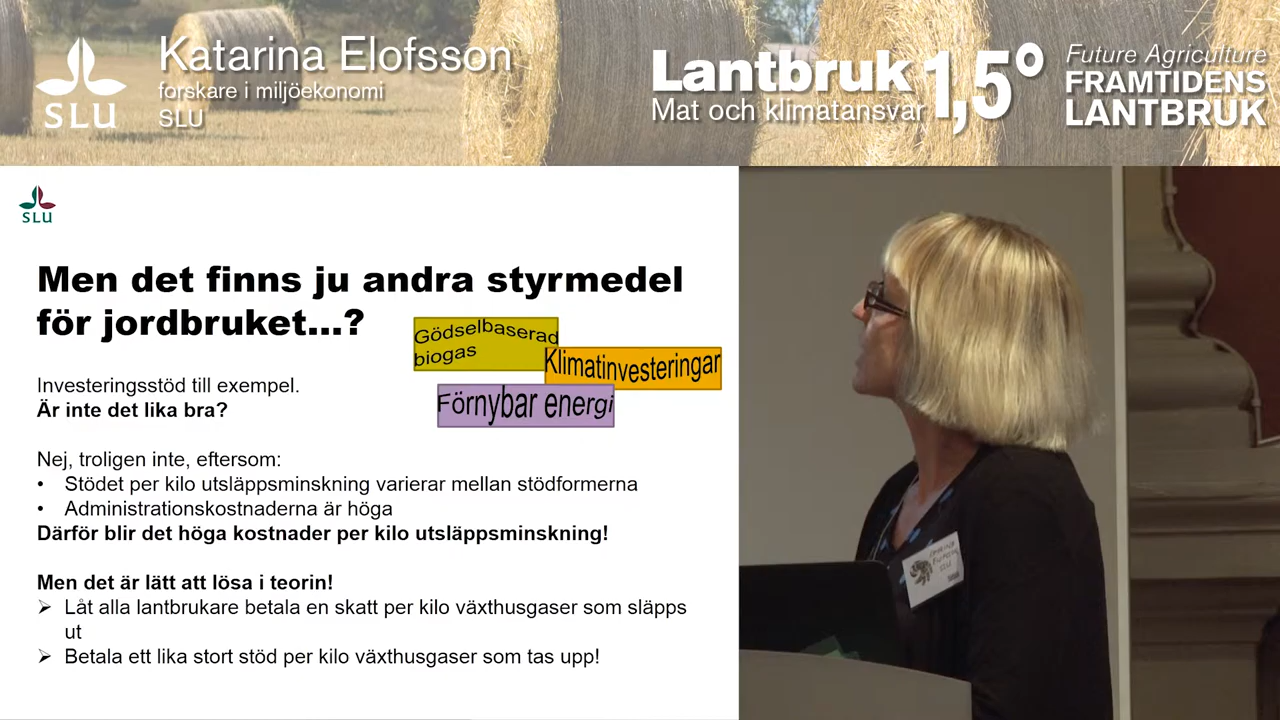 SLU
Katarina Elofsson
forskare i miljöekonomi
SLU
Lantbruk 1,5°
Mat och klimatansvar
Future Agriculture
FRAMTIDENS
LANTBRUK
SLU
Men det finns ju andra styrmedel
för jordbruket...?
Gödselbaserad
biogas
Klimatinvesteringar
Förnybar energi
Investeringsstöd till exempel.
Är inte det lika bra?
Nej, troligen inte, eftersom:
• Stödet per kilo utsläppsminskning varierar mellan stödformerna
• Administrationskostnaderna är höga
Därför blir det höga kostnader per kilo utsläppsminskning!
Men det är lätt att lösa i teorin!
➢ Låt alla lantbrukare betala en skatt per kilo växthusgaser som släpps
ut
➢ Betala ett lika stort stöd per kilo växthusgaser som tas upp!
SLU